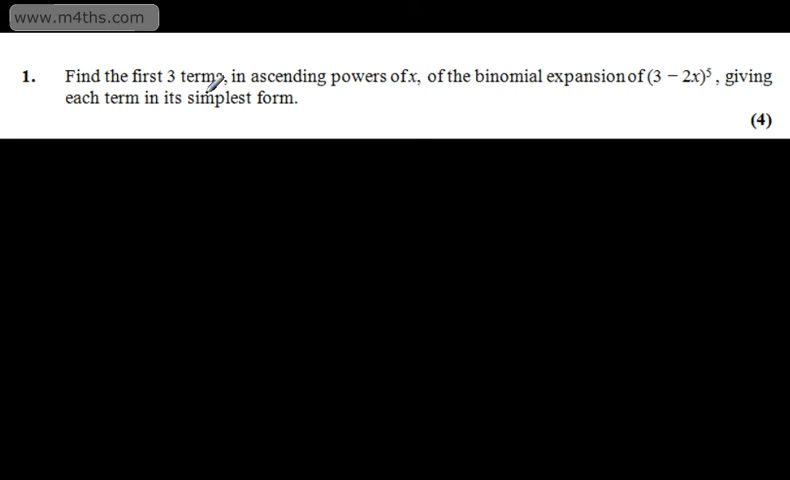 www.m4ths.com
1. Find the first 3 terms, in ascending powers of x, of the binomial expansion of (3 − 2x)⁵, giving
each term in its simplest form.
(4)